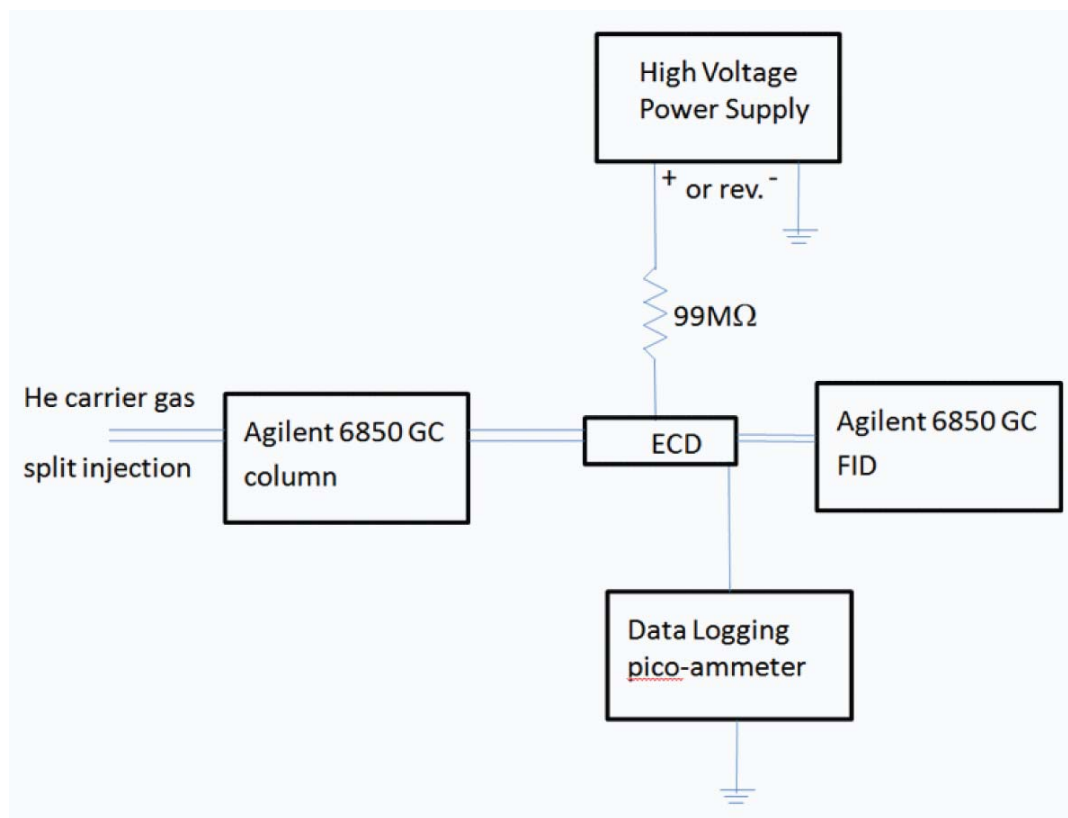 High Voltage
Power Supply
+ or rev. -
99MΩ
He carrier gas
split injection
Agilent 6850 GC
column
ECD
Agilent 6850 GC
FID
Data Logging
pico-ammeter